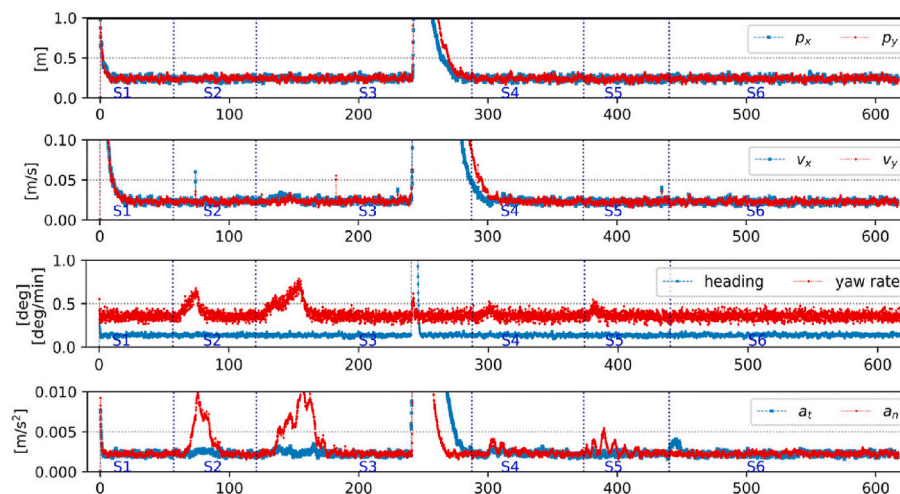 1.0
0.5
0.0
[m]
p_x p_y
S1 S2 S3 S4 S5 S6
0 100 200 300 400 500 600
0.10
0.05
0.00
[m/s]
v_x v_y
S1 S2 S3 S4 S5 S6
0 100 200 300 400 500 600
1.0
0.5
0.0
[deg]
[deg/min]
heading yaw rate
S1 S2 S3 S4 S5 S6
0 100 200 300 400 500 600
0.010
0.005
0.000
[m/s²]
a_t a_n
S1 S2 S3 S4 S5 S6
0 100 200 300 400 500 600